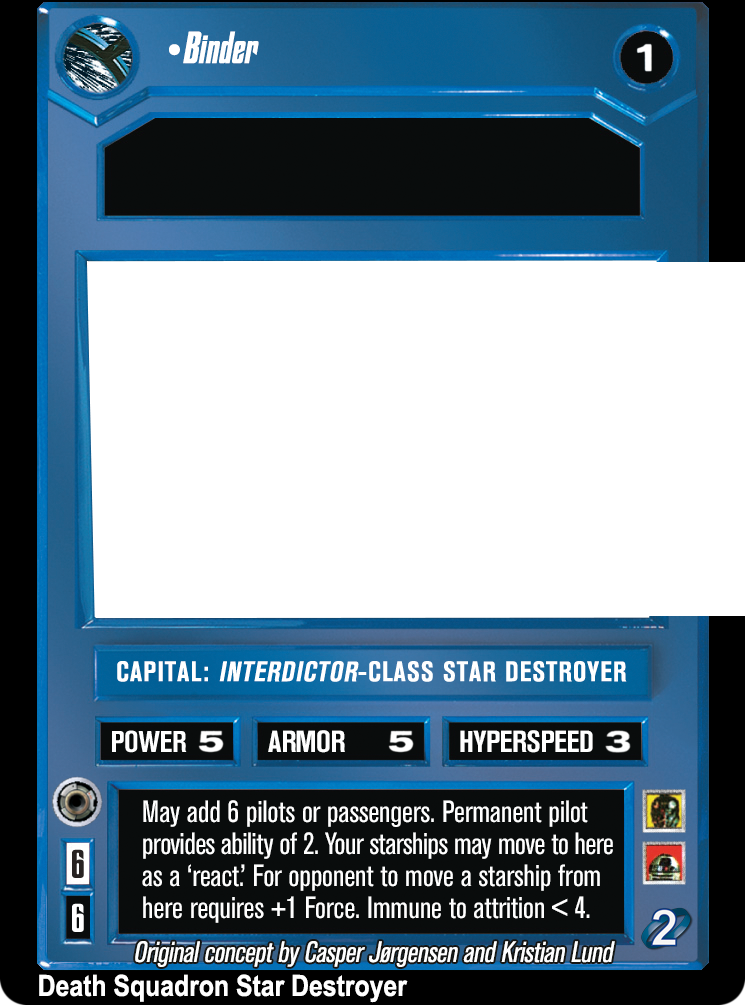 •Binder
1
CAPITAL: INTERDICTOR-CLASS STAR DESTROYER
POWER 5
ARMOR 5
HYPERSPEED 3
May add 6 pilots or passengers. Permanent pilot
provides ability of 2. Your starships may move to here
as a ‘react.’ For opponent to move a starship from
here requires +1 Force. Immune to attrition < 4.
6
6
2
Original concept by Casper Jørgensen and Kristian Lund
Death Squadron Star Destroyer